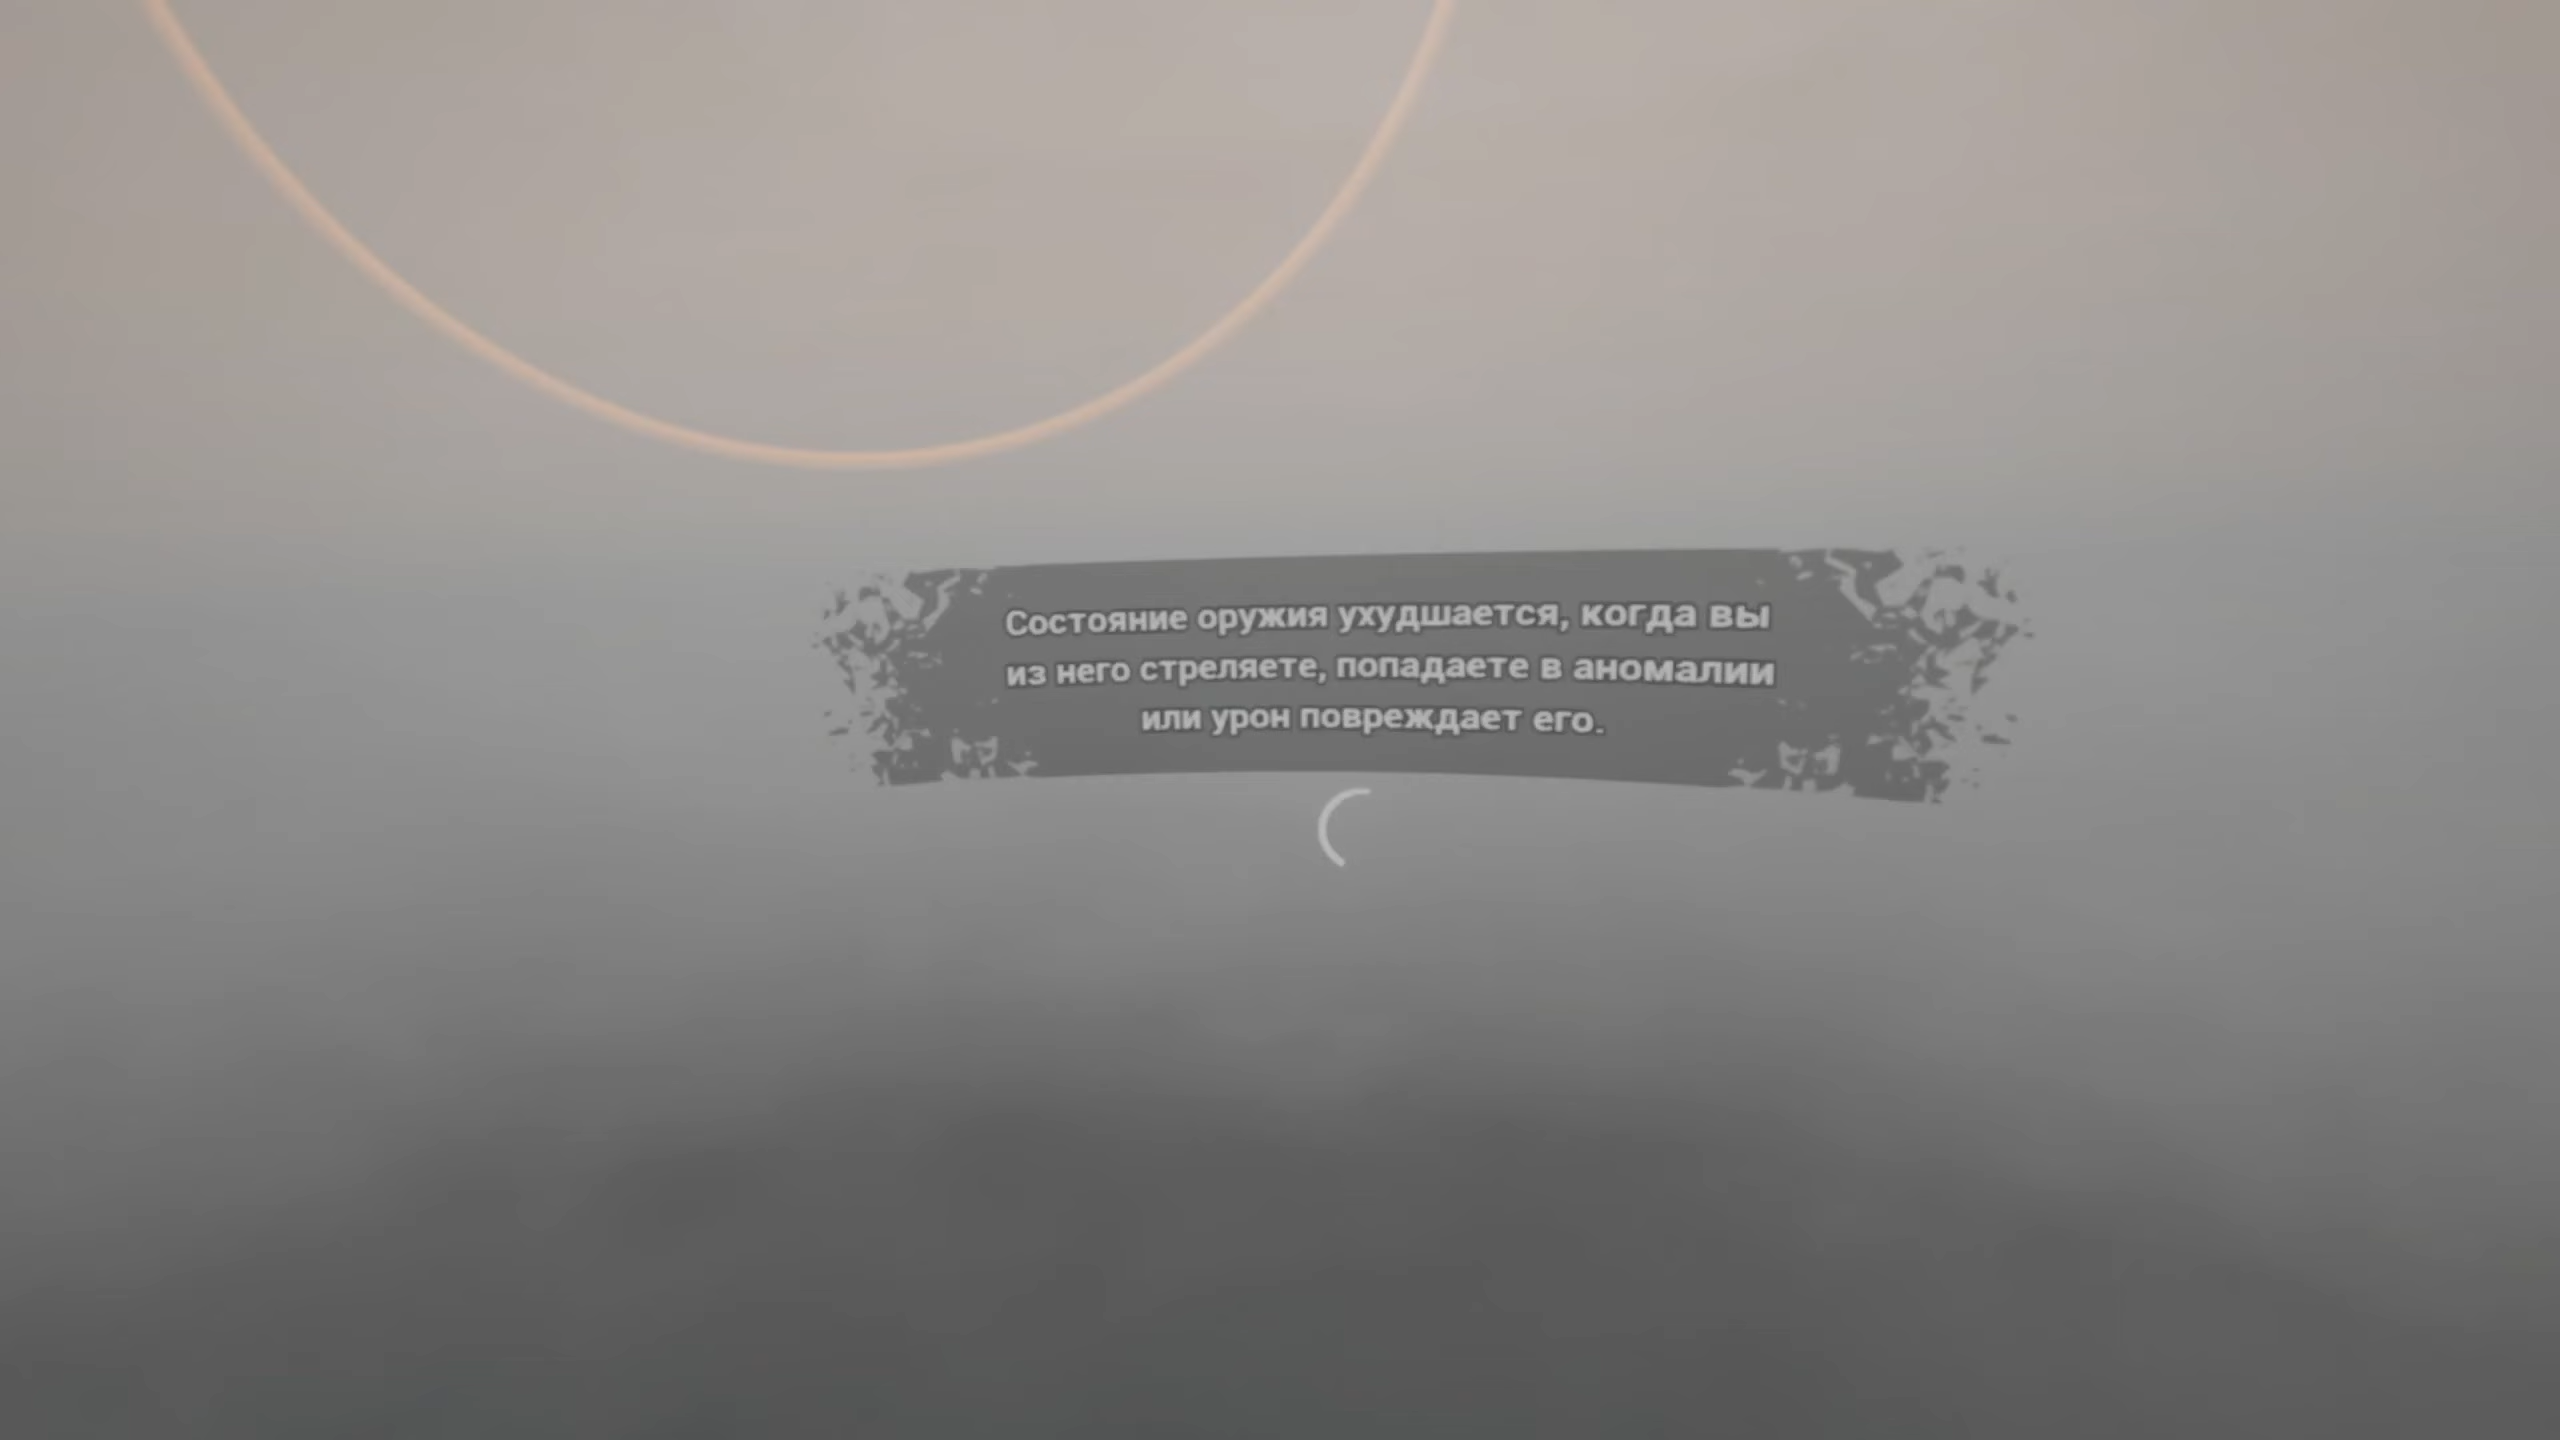 Состояние оружия ухудшается, когда вы
из него стреляете, попадаете в аномалии
или урон повреждает его.